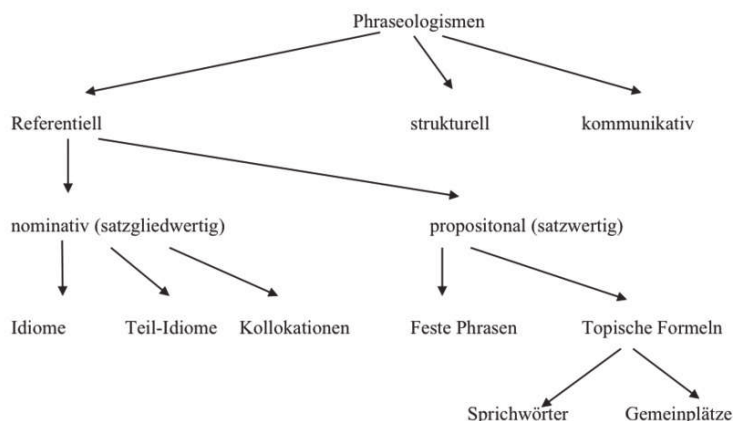 Phraseologismen
Referentiell strukturell kommunikativ
nominativ (satzgliedwertig) propositonal (satzwertig)
Idiome Teil-Idiome Kollokationen Feste Phrasen Topische Formeln
Sprichwörter Gemeinplätze